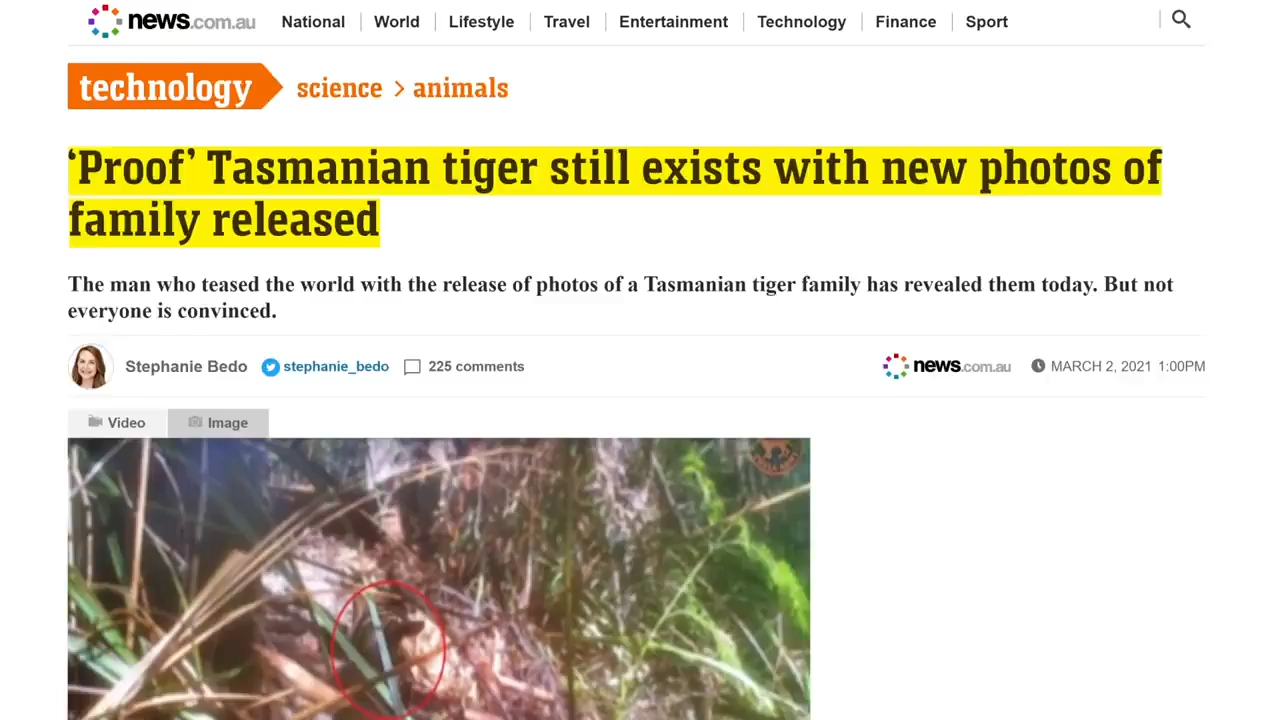 news.com.au National World Lifestyle Travel Entertainment Technology Finance Sport
technology science > animals
‘Proof’ Tasmanian tiger still exists with new photos of
family released
The man who teased the world with the release of photos of a Tasmanian tiger family has revealed them today. But not
everyone is convinced.
Stephanie Bedo stephanie_bedo 225 comments news.com.au MARCH 2, 2021 1:00PM
Video Image